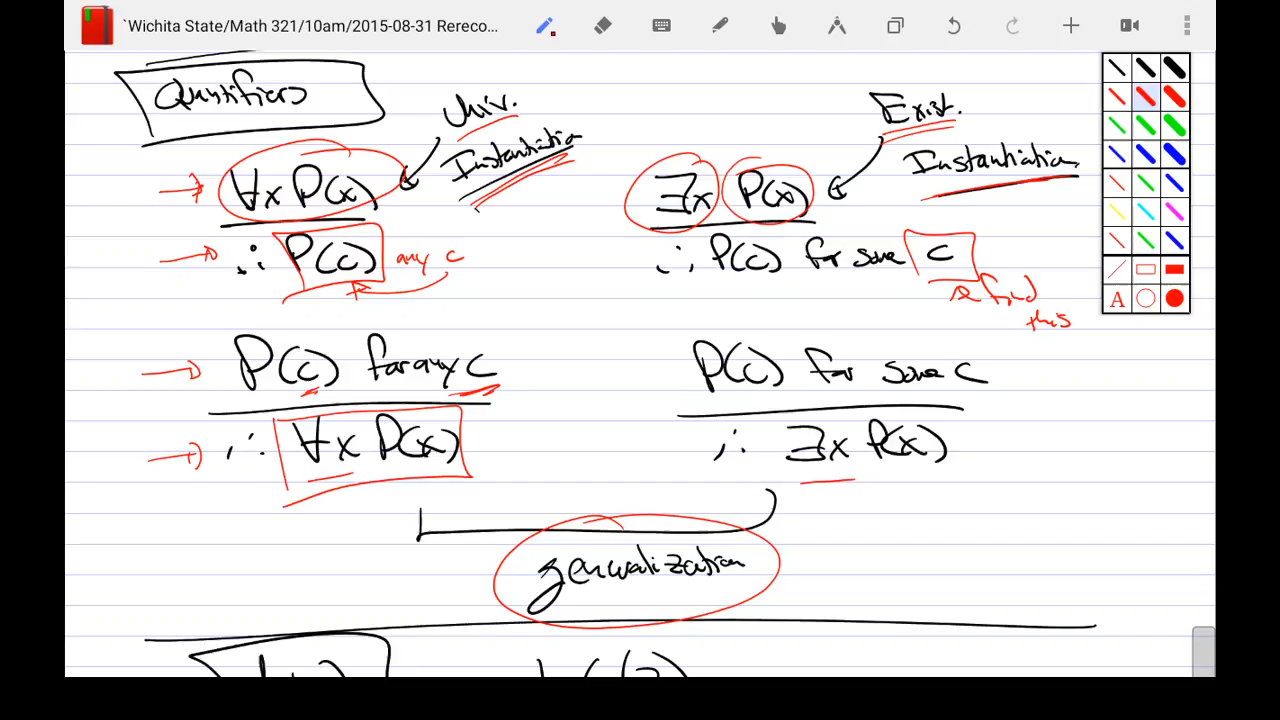 `Wichita State/Math 321/10am/2015-08-31 Rereco...
Quantifiers
Univ.
Instantiation
Exist.
Instantiation
∀x P(x)
∴ P(c) any c
∃x P(x)
∴ P(c) for some c
find
this
P(c) for any c
∴ ∀x P(x)
P(c) for some c
∴ ∃x P(x)
generalization
A